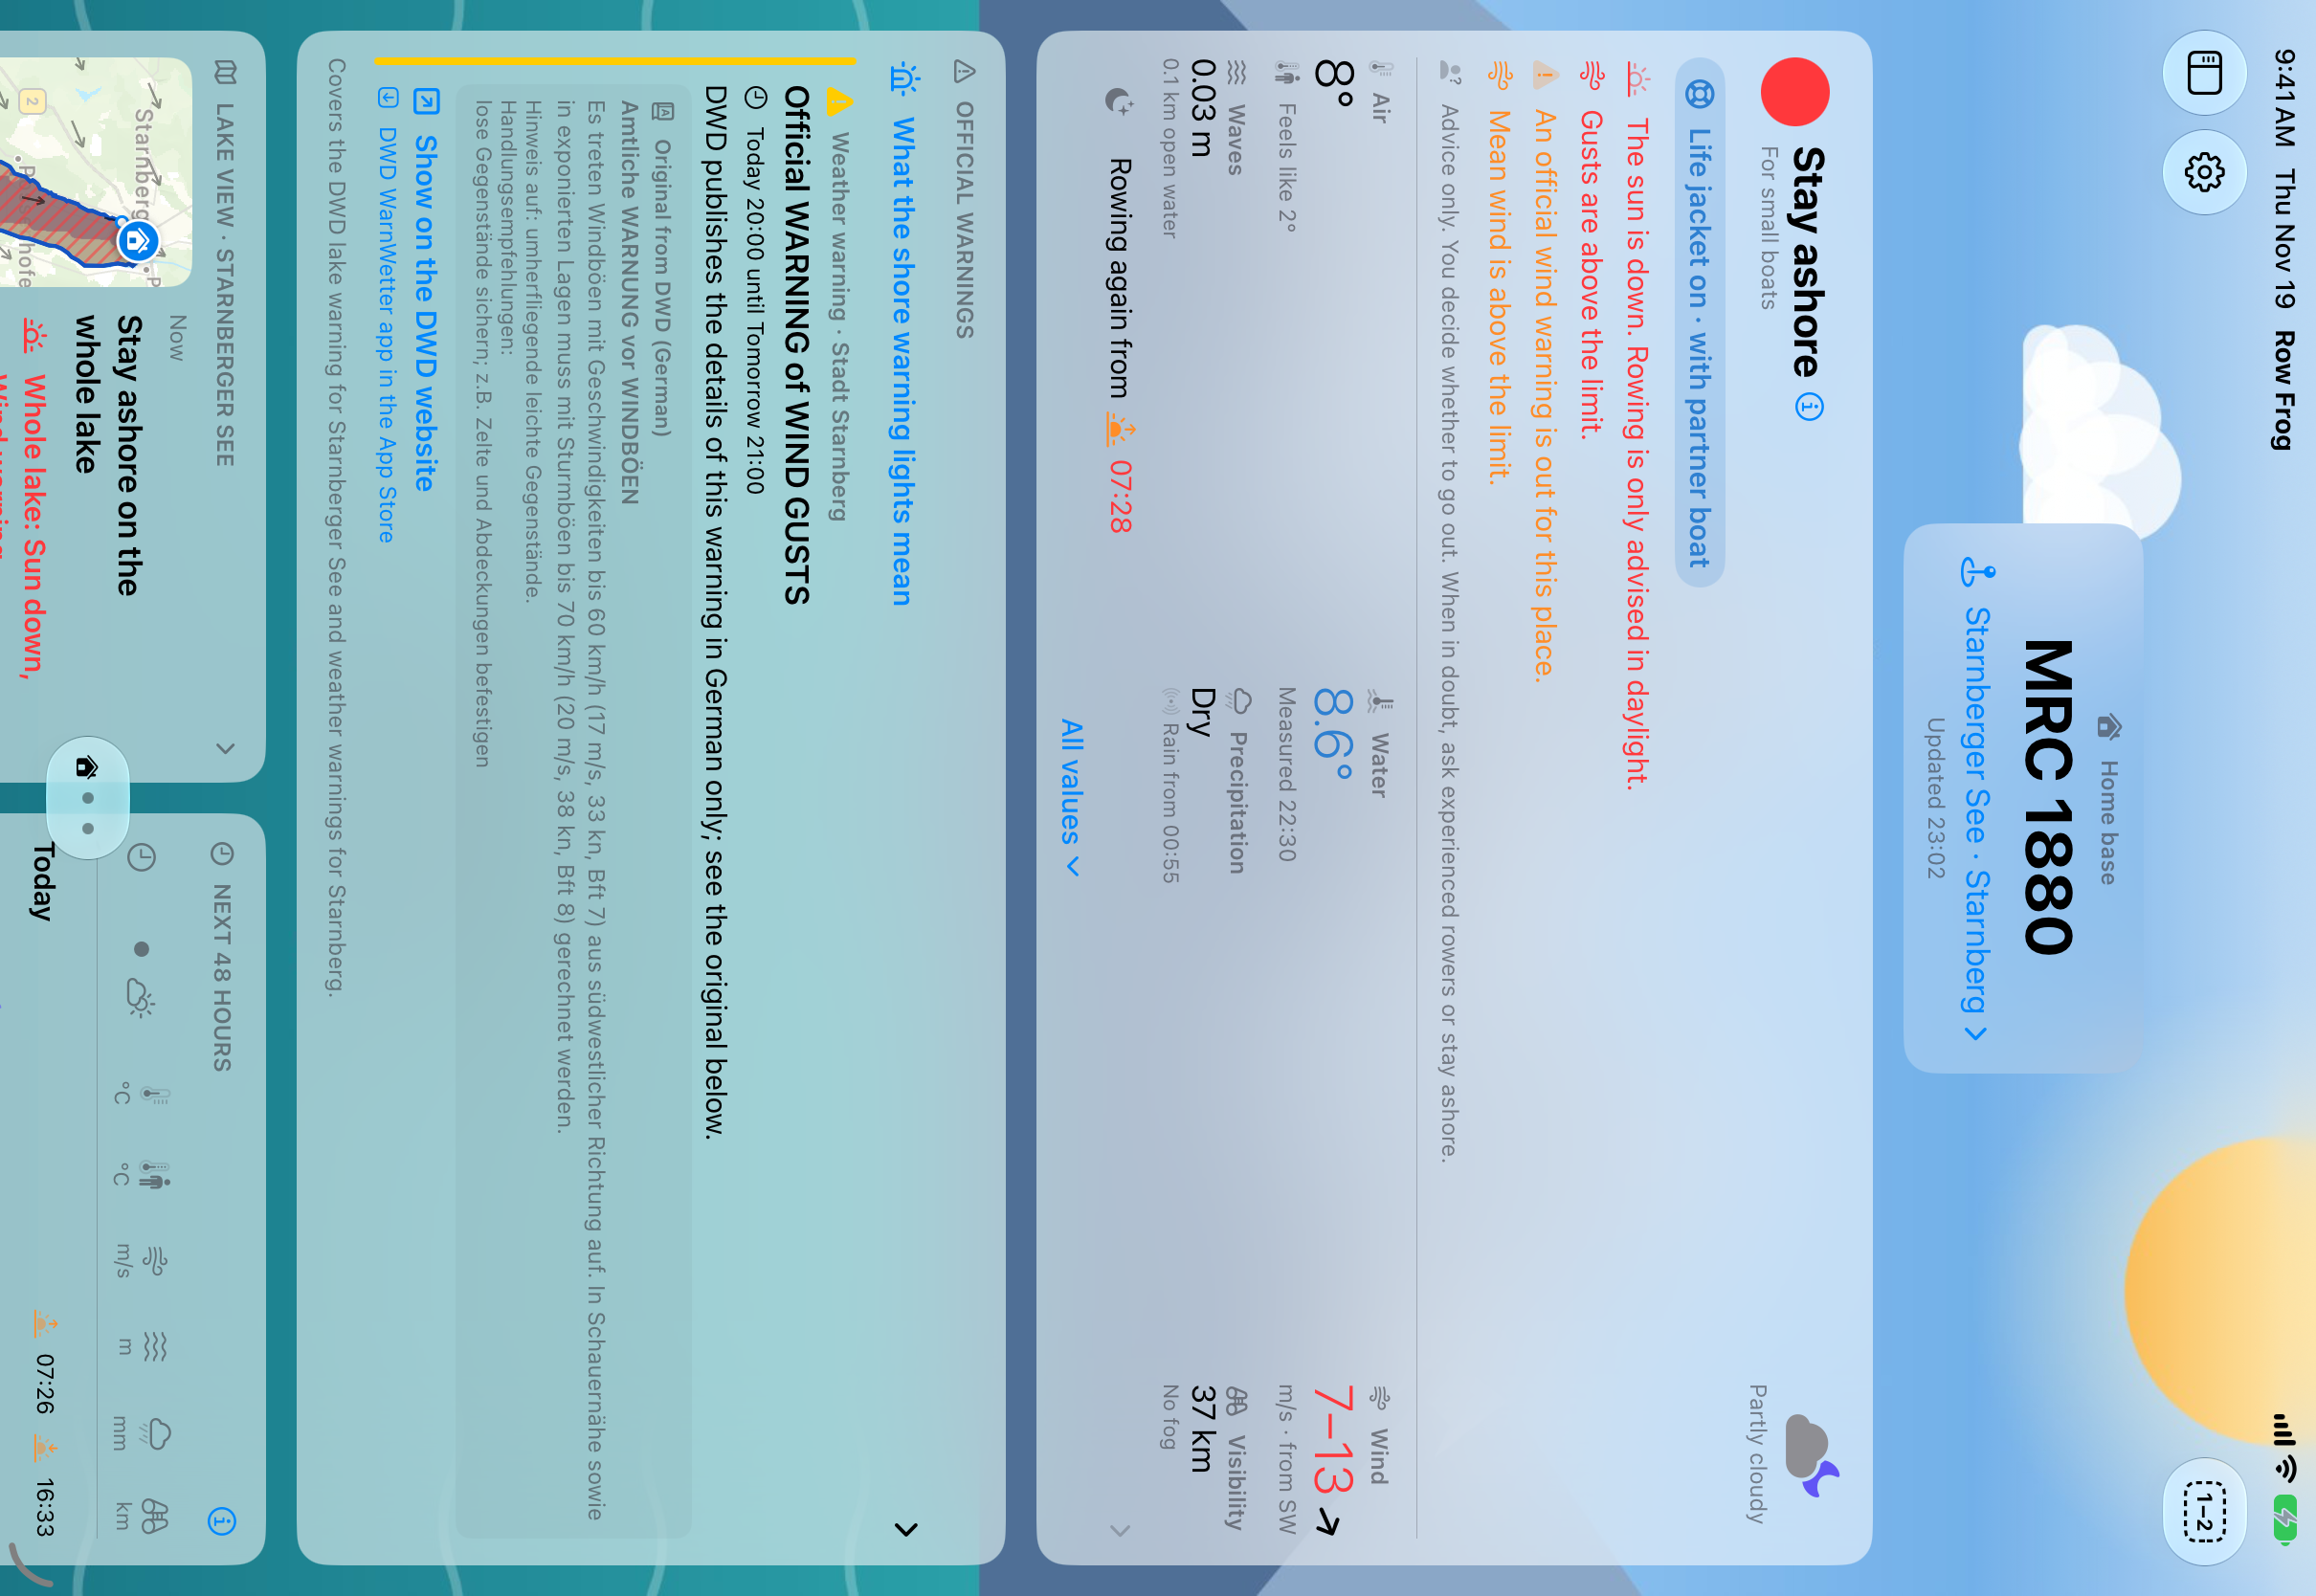 9:41 AM Thu Nov 19 Row Frog
1–2
Home base
MRC 1880
Starnberger See · Starnberg
Updated 23:02
Stay ashore
For small boats
Partly cloudy
Life jacket on · with partner boat
The sun is down. Rowing is only advised in daylight.
Gusts are above the limit.
An official wind warning is out for this place.
Mean wind is above the limit.
Advice only. You decide whether to go out. When in doubt, ask experienced rowers or stay ashore.
Air
8°
Feels like 2°
Water
8.6°
Measured 22:30
Wind
7–13
m/s · from SW
Waves
0.03 m
0.1 km open water
Precipitation
Dry
Rain from 00:55
Visibility
37 km
No fog
Rowing again from 07:28
All values
OFFICIAL WARNINGS
What the shore warning lights mean
Weather warning · Stadt Starnberg
Official WARNING of WIND GUSTS
Today 20:00 until Tomorrow 21:00
DWD publishes the details of this warning in German only; see the original below.
Original from DWD (German)
Amtliche WARNUNG vor WINDBÖEN
Es treten Windböen mit Geschwindigkeiten bis 60 km/h (17 m/s, 33 kn, Bft 7) aus südwestlicher Richtung auf. In Schauernähe sowie
in exponierten Lagen muss mit Sturmböen bis 70 km/h (20 m/s, 38 kn, Bft 8) gerechnet werden.
Hinweis auf: umherfliegende leichte Gegenstände.
Handlungsempfehlungen:
lose Gegenstände sichern; z.B. Zelte und Abdeckungen befestigen
Show on the DWD website
DWD WarnWetter app in the App Store
Covers the DWD lake warning for Starnberger See and weather warnings for Starnberg.
LAKE VIEW · STARNBERGER SEE
Starnberg
2
Now
Stay ashore on the
whole lake
Whole lake: Sun down,
NEXT 48 HOURS
°C °C m/s m mm km
Today 07:26 16:33